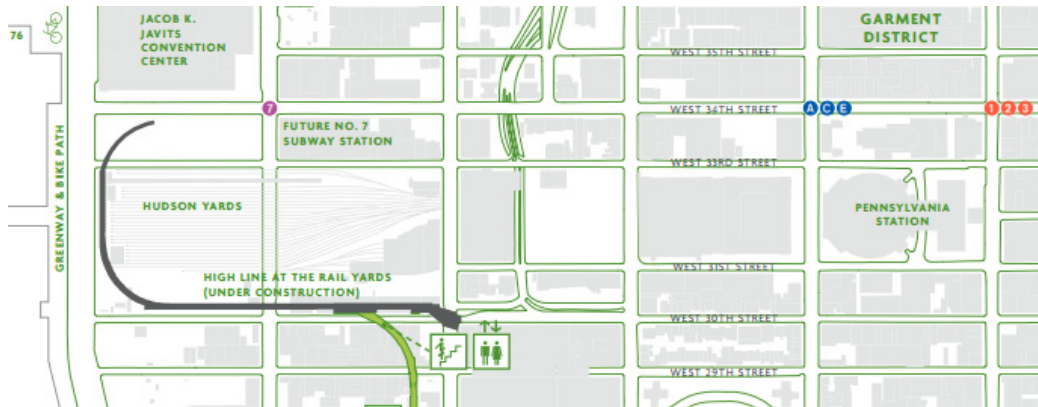 JACOB K.
JAVITS
CONVENTION
CENTER
GARMENT
DISTRICT
76
WEST 35TH STREET
7
WEST 34TH STREET
A C E
1 2 3
FUTURE NO. 7
SUBWAY STATION
WEST 33RD STREET
GREENWAY & BIKE PATH
HUDSON YARDS
PENNSYLVANIA
STATION
HIGH LINE AT THE RAIL YARDS
(UNDER CONSTRUCTION)
WEST 31ST STREET
WEST 30TH STREET
WEST 29TH STREET